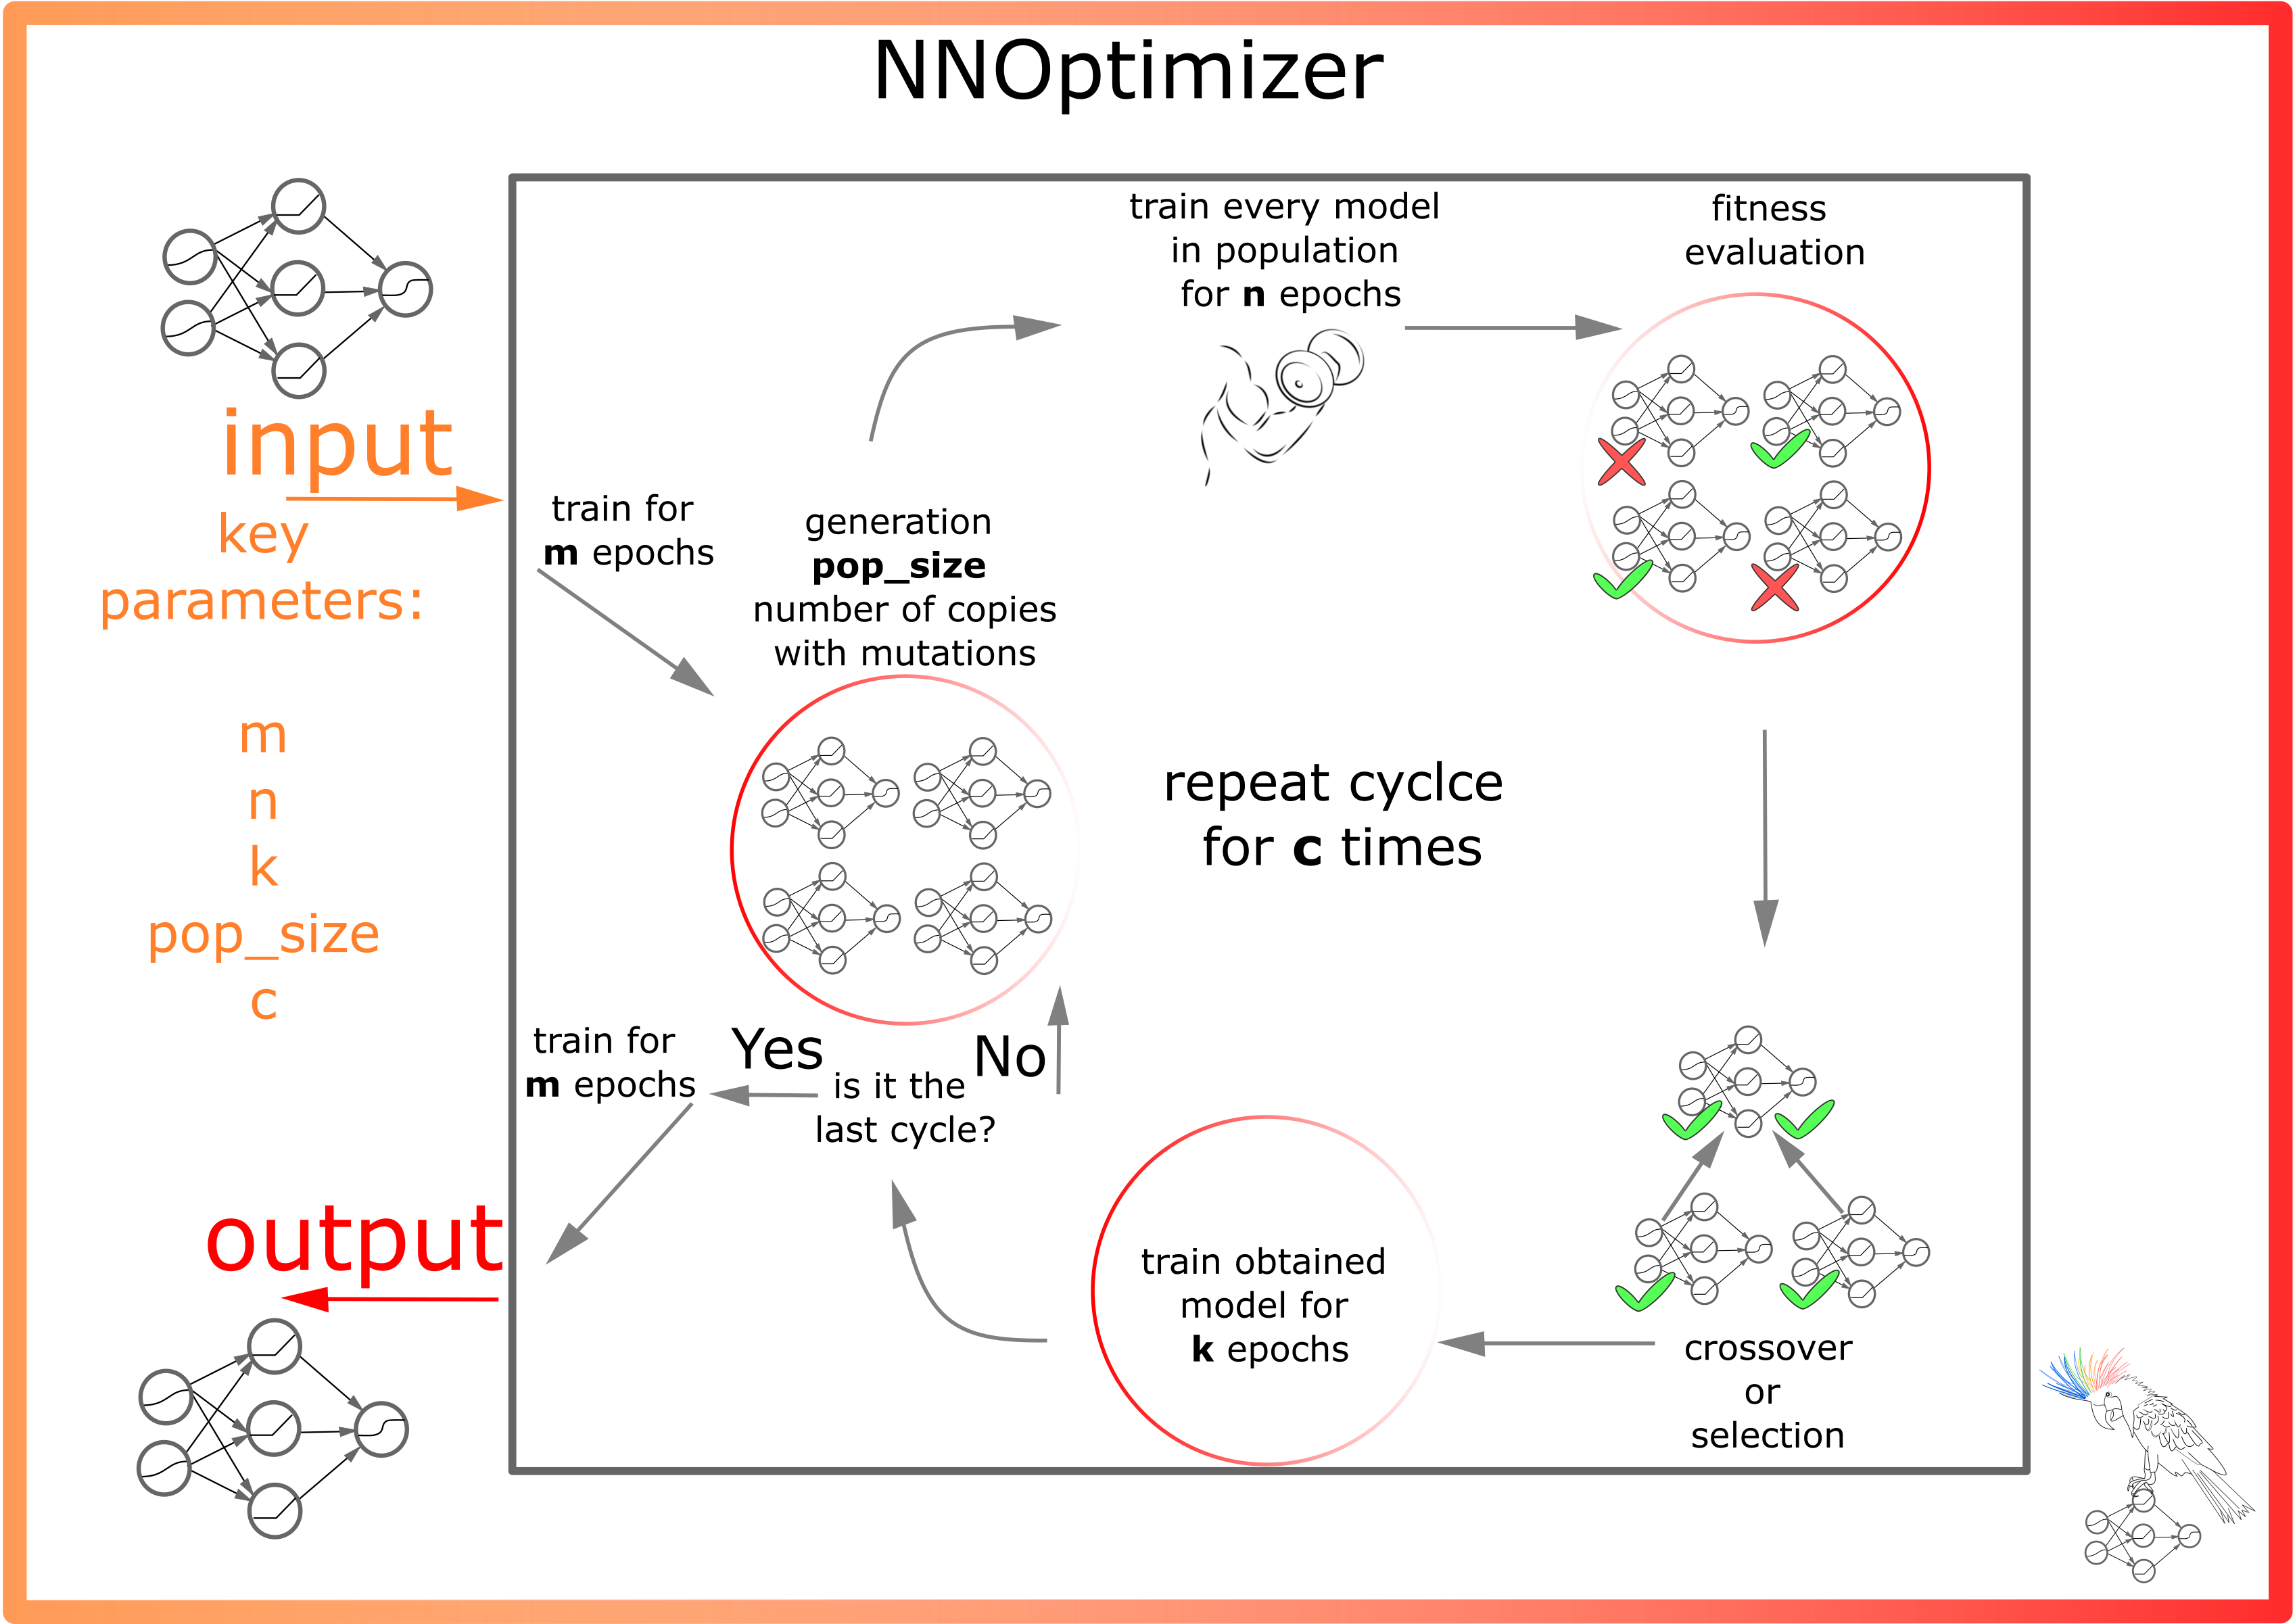 NNOptimizer
input
key
parameters:
m
n
k
pop_size
c
train for
m epochs
generation
pop_size
number of copies
with mutations
train every model
in population
for n epochs
fitness
evaluation
repeat cyclce
for c times
crossover
or
selection
train obtained
model for
k epochs
is it the
last cycle?
No
Yes
train for
m epochs
output